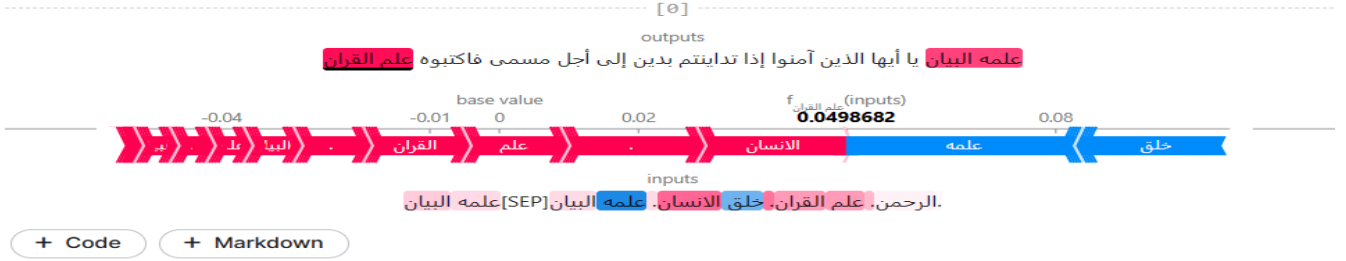 [0]
outputs
علمه البيان يا أيها الذين آمنوا إذا تداينتم بدين إلى أجل مسمى فاكتبوه علم القران
base value f علم القران(inputs)
-0.04 -0.01 0 0.02 0.0498682 0.08
. البيا . القران علم . الانسان علمه خلق
inputs
.الرحمن. علم القران. خلق الانسان. علمه البيان[SEP]علمه البيان
+ Code + Markdown